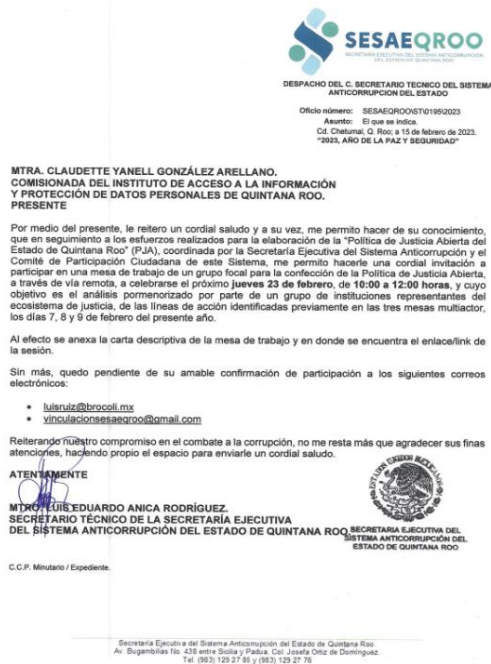 SESAEQROO
SECRETARÍA EJECUTIVA DEL SISTEMA ANTICORRUPCIÓN
DEL ESTADO DE QUINTANA ROO
DESPACHO DEL C. SECRETARIO TECNICO DEL SISTEMA
ANTICORRUPCION DEL ESTADO
Oficio número: SESAEQROO\ST\0195\2023
Asunto: El que se indica.
Cd. Chetumal, Q. Roo; a 15 de febrero de 2023.
"2023, AÑO DE LA PAZ Y SEGURIDAD"
MTRA. CLAUDETTE YANELL GONZÁLEZ ARELLANO.
COMISIONADA DEL INSTITUTO DE ACCESO A LA INFORMACIÓN
Y PROTECCIÓN DE DATOS PERSONALES DE QUINTANA ROO.
PRESENTE
Por medio del presente, le reitero un cordial saludo y a su vez, me permito hacer de su conocimiento,
que en seguimiento a los esfuerzos realizados para la elaboración de la "Política de Justicia Abierta del
Estado de Quintana Roo" (PJA), coordinada por la Secretaría Ejecutiva del Sistema Anticorrupción y el
Comité de Participación Ciudadana de este Sistema, me permito hacerle una cordial invitación a
participar en una mesa de trabajo de un grupo focal para la confección de la Política de Justicia Abierta,
a través de vía remota, a celebrarse el próximo jueves 23 de febrero, de 10:00 a 12:00 horas, y cuyo
objetivo es el análisis pormenorizado por parte de un grupo de instituciones representantes del
ecosistema de justicia, de las líneas de acción identificadas previamente en las tres mesas multiactor,
los días 7, 8 y 9 de febrero del presente año.
Al efecto se anexa la carta descriptiva de la mesa de trabajo y en donde se encuentra el enlace/link de
la sesión.
Sin más, quedo pendiente de su amable confirmación de participación a los siguientes correos
electrónicos:
• luisruiz@brocoli.mx
• vinculacionsesaeqroo@gmail.com
Reiterando nuestro compromiso en el combate a la corrupción, no me resta más que agradecer sus finas
atenciones, haciendo propio el espacio para enviarle un cordial saludo.
ATENTAMENTE
MTRO. LUIS EDUARDO ANICA RODRÍGUEZ.
SECRETARIO TÉCNICO DE LA SECRETARÍA EJECUTIVA
DEL SISTEMA ANTICORRUPCIÓN DEL ESTADO DE QUINTANA ROO.
ESTADOS UNIDOS MEXICANOS
SECRETARIA EJECUTIVA DEL
SISTEMA ANTICORRUPCIÓN DEL
ESTADO DE QUINTANA ROO
C.C.P. Minutario / Expediente.
Secretaría Ejecutiva del Sistema Anticorrupción del Estado de Quintana Roo
Av. Bugambilias No. 438 entre Sicilia y Padua. Col. Josefa Ortiz de Domínguez.
Tel. (983) 129 27 85 y (983) 129 27 76